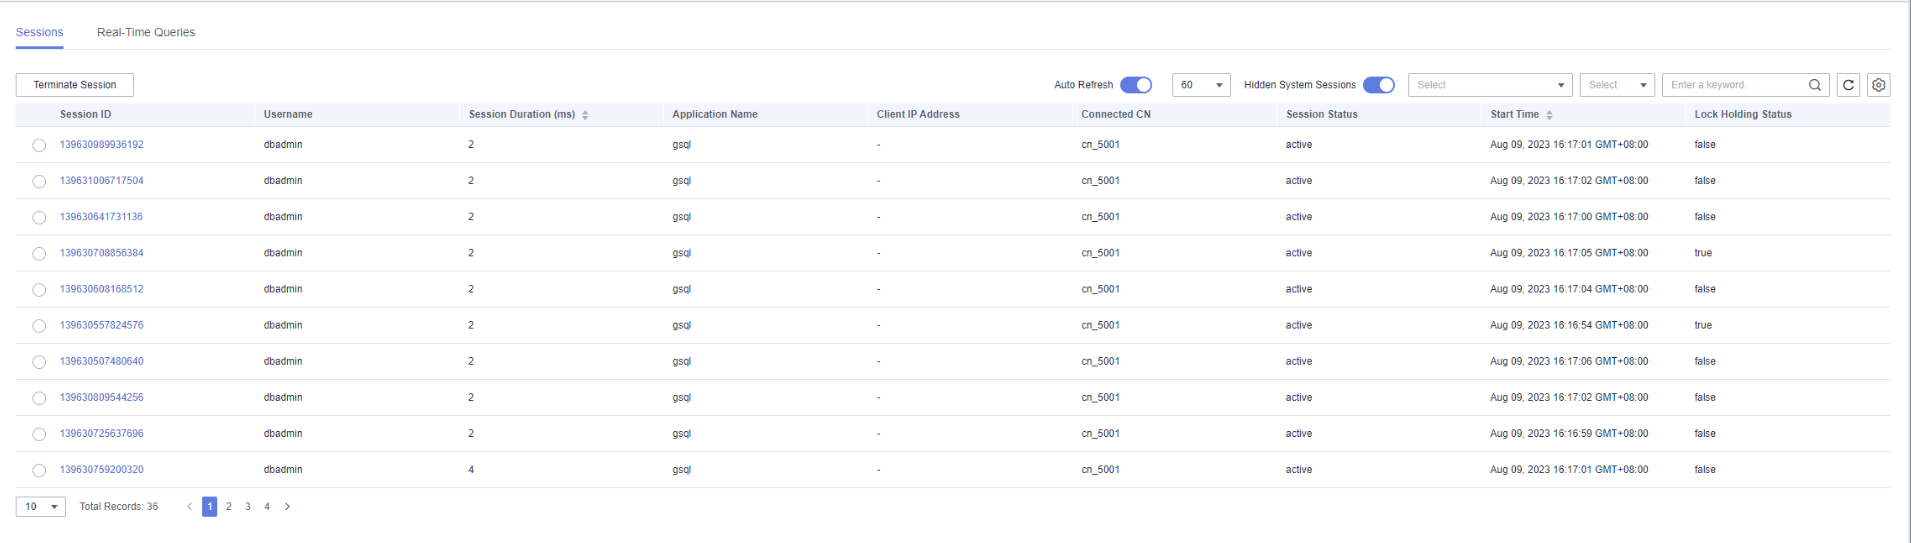 Sessions Real-Time Queries
Terminate Session Auto Refresh 60 Hidden System Sessions Select Select Enter a keyword.
Session ID Username Session Duration (ms) Application Name Client IP Address Connected CN Session Status Start Time Lock Holding Status
139630989936192 dbadmin 2 gsql - cn_5001 active Aug 09, 2023 16:17:01 GMT+08:00 false
139631006717504 dbadmin 2 gsql - cn_5001 active Aug 09, 2023 16:17:02 GMT+08:00 false
139630641731136 dbadmin 2 gsql - cn_5001 active Aug 09, 2023 16:17:00 GMT+08:00 false
139630708856384 dbadmin 2 gsql - cn_5001 active Aug 09, 2023 16:17:05 GMT+08:00 true
139630608168512 dbadmin 2 gsql - cn_5001 active Aug 09, 2023 16:17:04 GMT+08:00 false
139630557824576 dbadmin 2 gsql - cn_5001 active Aug 09, 2023 16:16:54 GMT+08:00 true
139630507480640 dbadmin 2 gsql - cn_5001 active Aug 09, 2023 16:17:06 GMT+08:00 false
139630809544256 dbadmin 2 gsql - cn_5001 active Aug 09, 2023 16:17:02 GMT+08:00 false
139630725637696 dbadmin 2 gsql - cn_5001 active Aug 09, 2023 16:16:59 GMT+08:00 false
139630759200320 dbadmin 4 gsql - cn_5001 active Aug 09, 2023 16:17:01 GMT+08:00 false
10 Total Records: 36 < 1 2 3 4 >